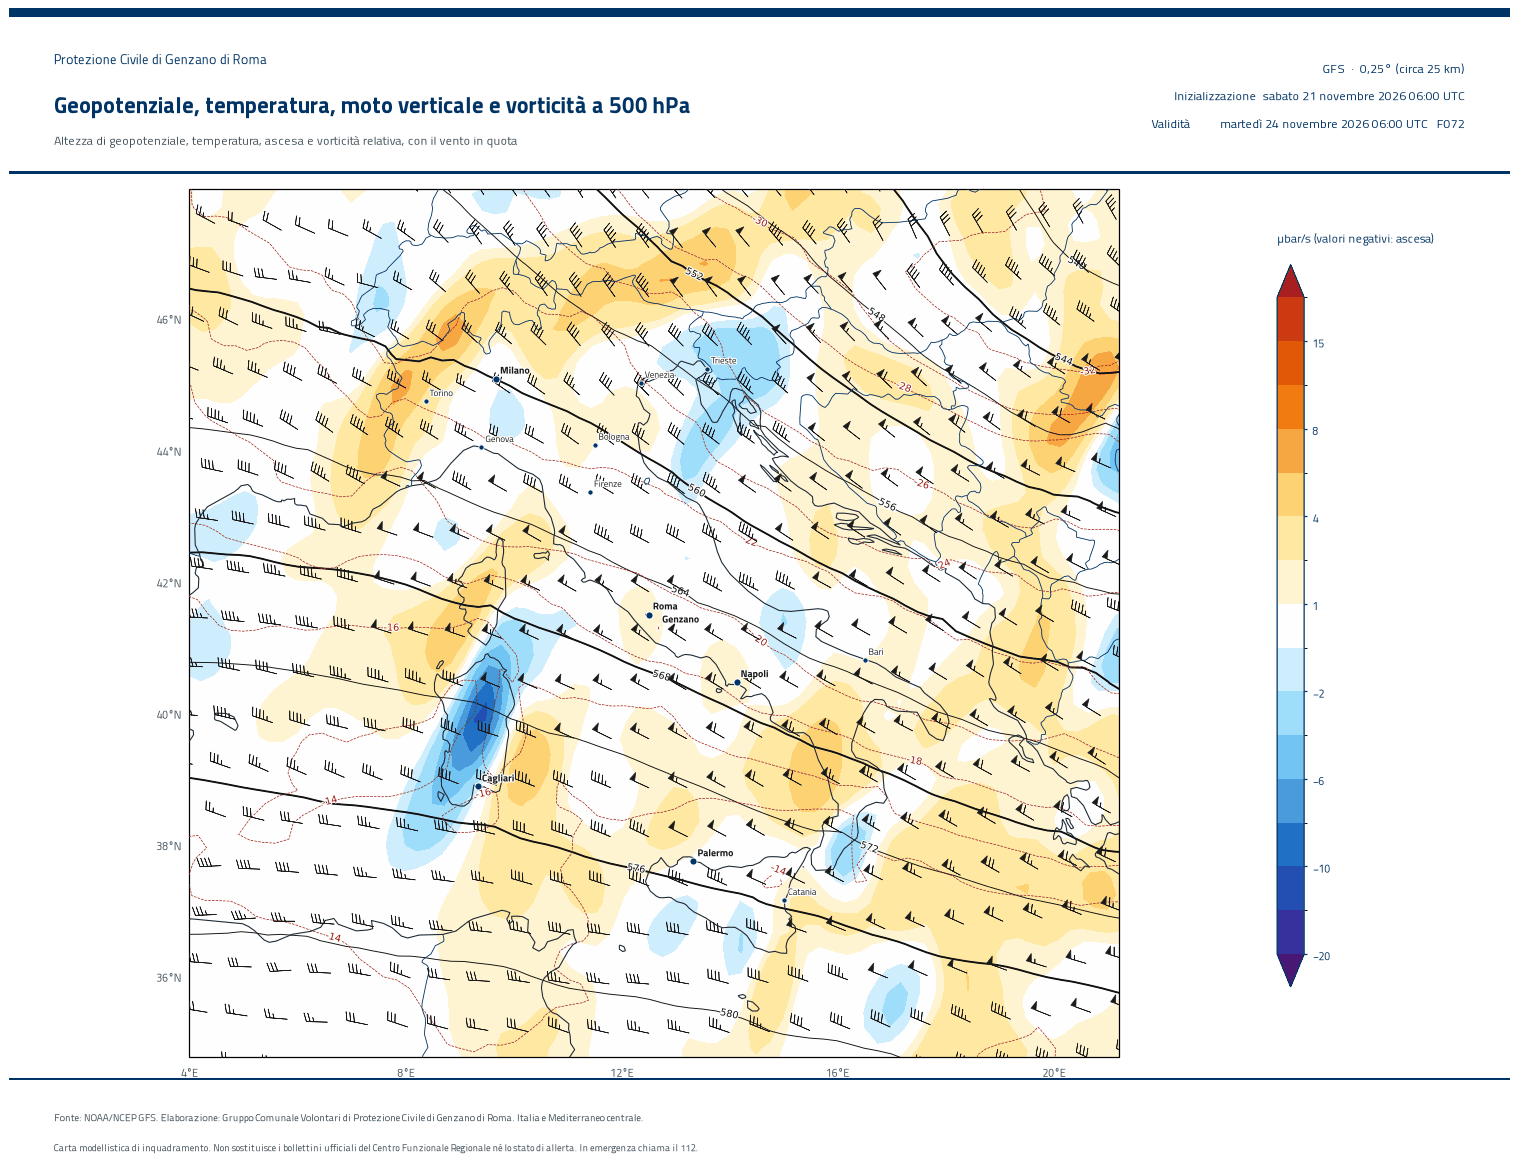 Protezione Civile di Genzano di Roma
Geopotenziale, temperatura, moto verticale e vorticità a 500 hPa
Altezza di geopotenziale, temperatura, ascesa e vorticità relativa, con il vento in quota
GFS · 0,25° (circa 25 km)
Inizializzazione sabato 21 novembre 2026 06:00 UTC
Validità martedì 24 novembre 2026 06:00 UTC F072
µbar/s (valori negativi: ascesa)
15
8
4
1
−2
−6
−10
−20
46°N
44°N
42°N
40°N
38°N
36°N
4°E
8°E
12°E
16°E
20°E
-30
552
548
540
544
-32
-28
Milano
Trieste
Venezia
Torino
Genova
Bologna
Firenze
560
556
-26
-22
-24
564
Roma
Genzano
-16
-20
Bari
568
Napoli
-18
Cagliari
-16
-14
572
576
Palermo
-14
Catania
-14
580
Fonte: NOAA/NCEP GFS. Elaborazione: Gruppo Comunale Volontari di Protezione Civile di Genzano di Roma. Italia e Mediterraneo centrale.
Carta modellistica di inquadramento. Non sostituisce i bollettini ufficiali del Centro Funzionale Regionale né lo stato di allerta. In emergenza chiama il 112.